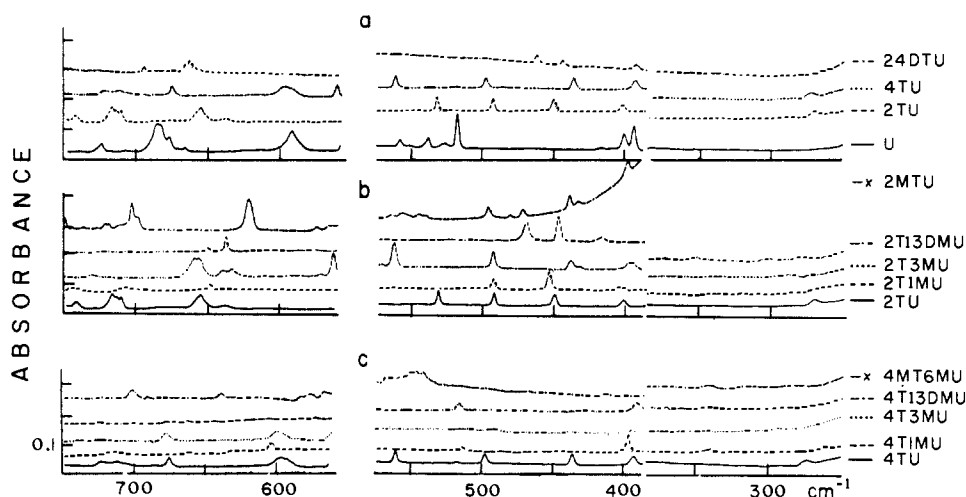 a
24DTU
4TU
2TU
U
ABSORBANCE
b
-x 2MTU
2T13DMU
2T3MU
2T1MU
2TU
c
-x 4MT6MU
4T13DMU
4T3MU
4T1MU
4TU
0.1
700 600 500 400 300 cm-1